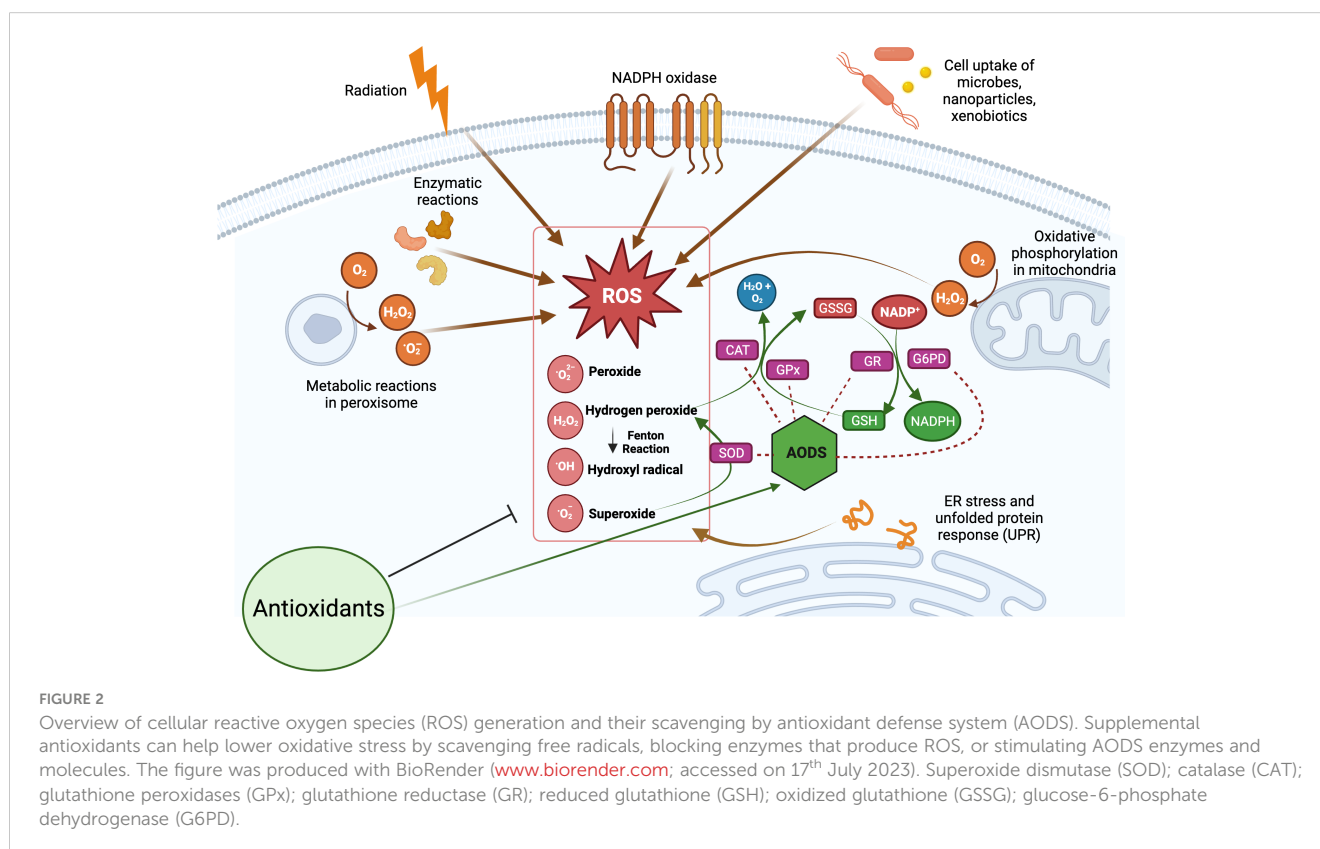 Radiation
NADPH oxidase
Cell uptake of
microbes,
nanoparticles,
xenobiotics
Enzymatic
reactions
O₂
H₂O₂
·O₂⁻
Metabolic reactions
in peroxisome
ROS
·O₂²⁻
Peroxide
H₂O₂
Hydrogen peroxide
Fenton
Reaction
·OH
Hydroxyl radical
·O₂⁻
Superoxide
H₂O +
O₂
CAT
GPx
GSSG
NADP⁺
GR
G6PD
GSH
NADPH
SOD
AODS
Oxidative
phosphorylation
in mitochondria
O₂
H₂O₂
ER stress and
unfolded protein
response (UPR)
Antioxidants
FIGURE 2
Overview of cellular reactive oxygen species (ROS) generation and their scavenging by antioxidant defense system (AODS). Supplemental
antioxidants can help lower oxidative stress by scavenging free radicals, blocking enzymes that produce ROS, or stimulating AODS enzymes and
molecules. The figure was produced with BioRender (www.biorender.com; accessed on 17th July 2023). Superoxide dismutase (SOD); catalase (CAT);
glutathione peroxidases (GPx); glutathione reductase (GR); reduced glutathione (GSH); oxidized glutathione (GSSG); glucose-6-phosphate
dehydrogenase (G6PD).